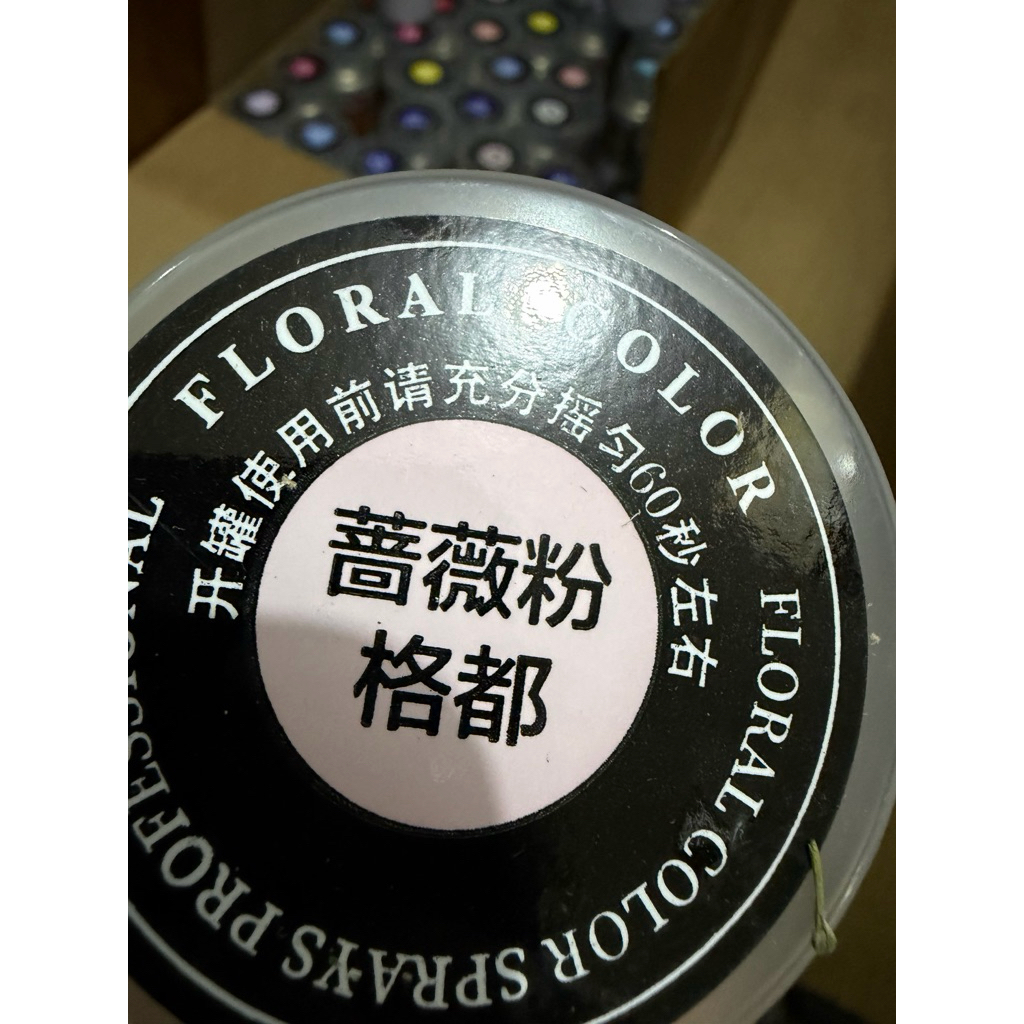 FLORAL COLOR
开罐使用前请充分摇匀60秒左右
蔷薇粉
格都
FLORAL COLOR SPRAYS PROFESSIONAL